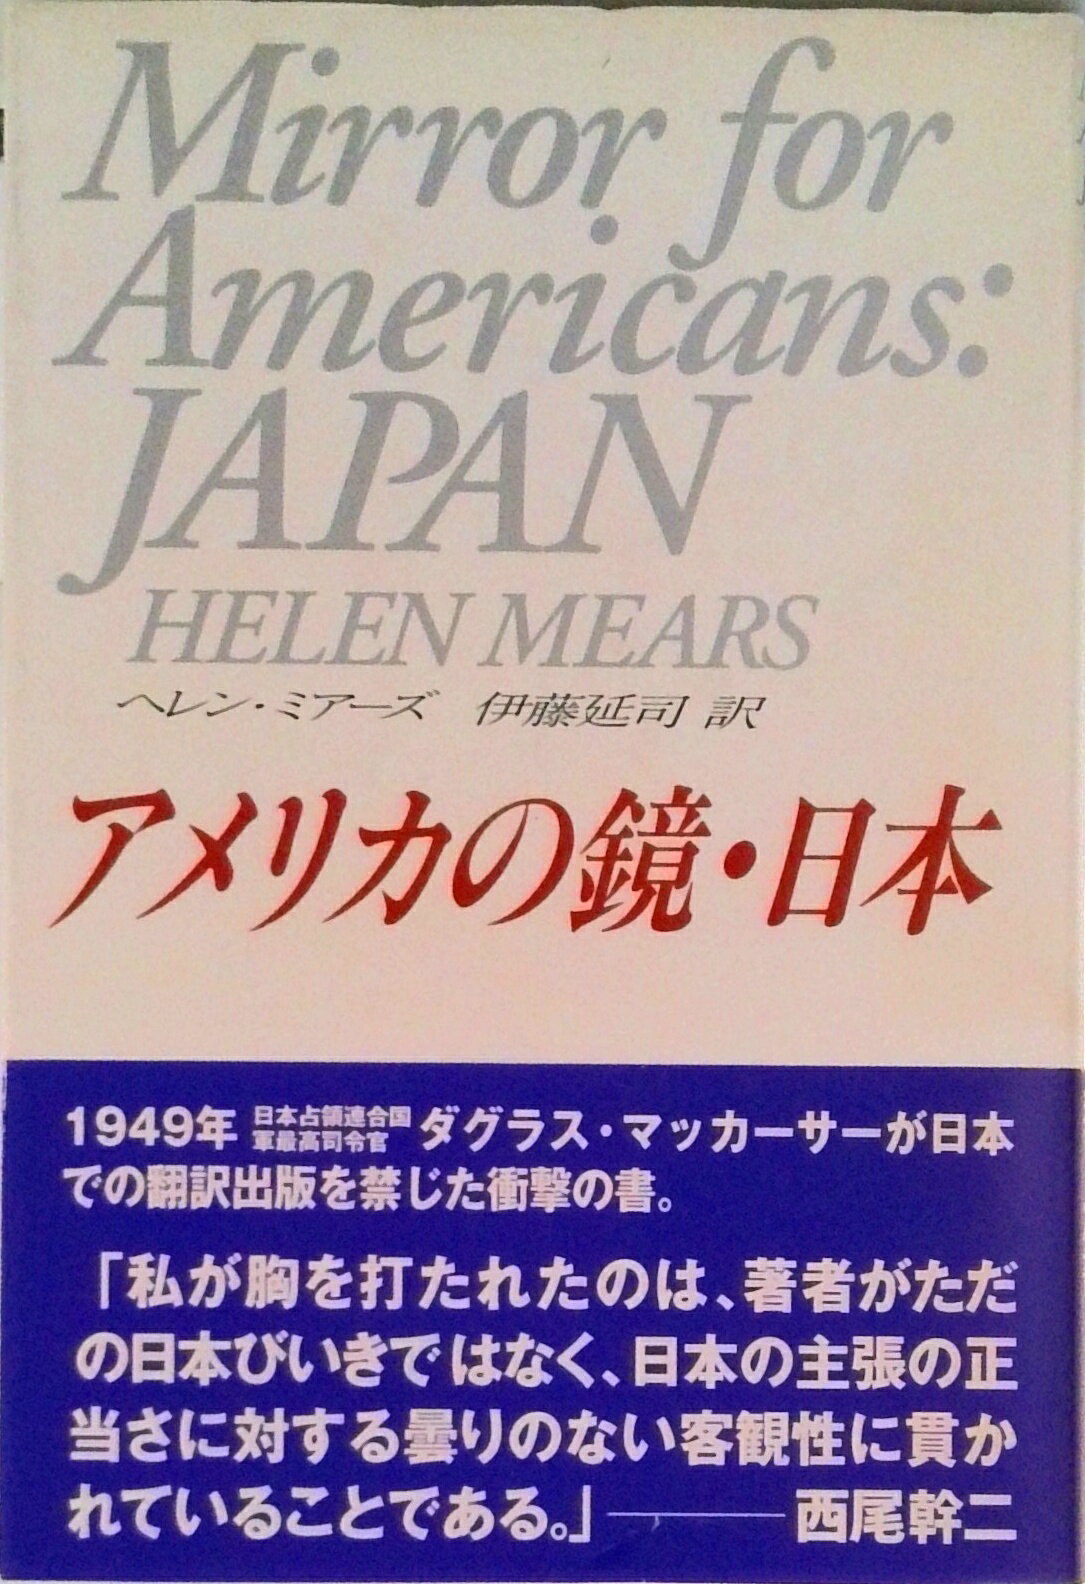 Mirror for
Americans:
JAPAN
HELEN MEARS
ヘレン・ミアーズ 伊藤延司 訳
アメリカの鏡・日本
1949年 日本占領連合国軍最高司令官 ダグラス・マッカーサーが日本
での翻訳出版を禁じた衝撃の書。
「私が胸を打たれたのは、著者がただ
の日本びいきではなく、日本の主張の正
当さに対する曇りのない客観性に貫か
れていることである。」――西尾幹二